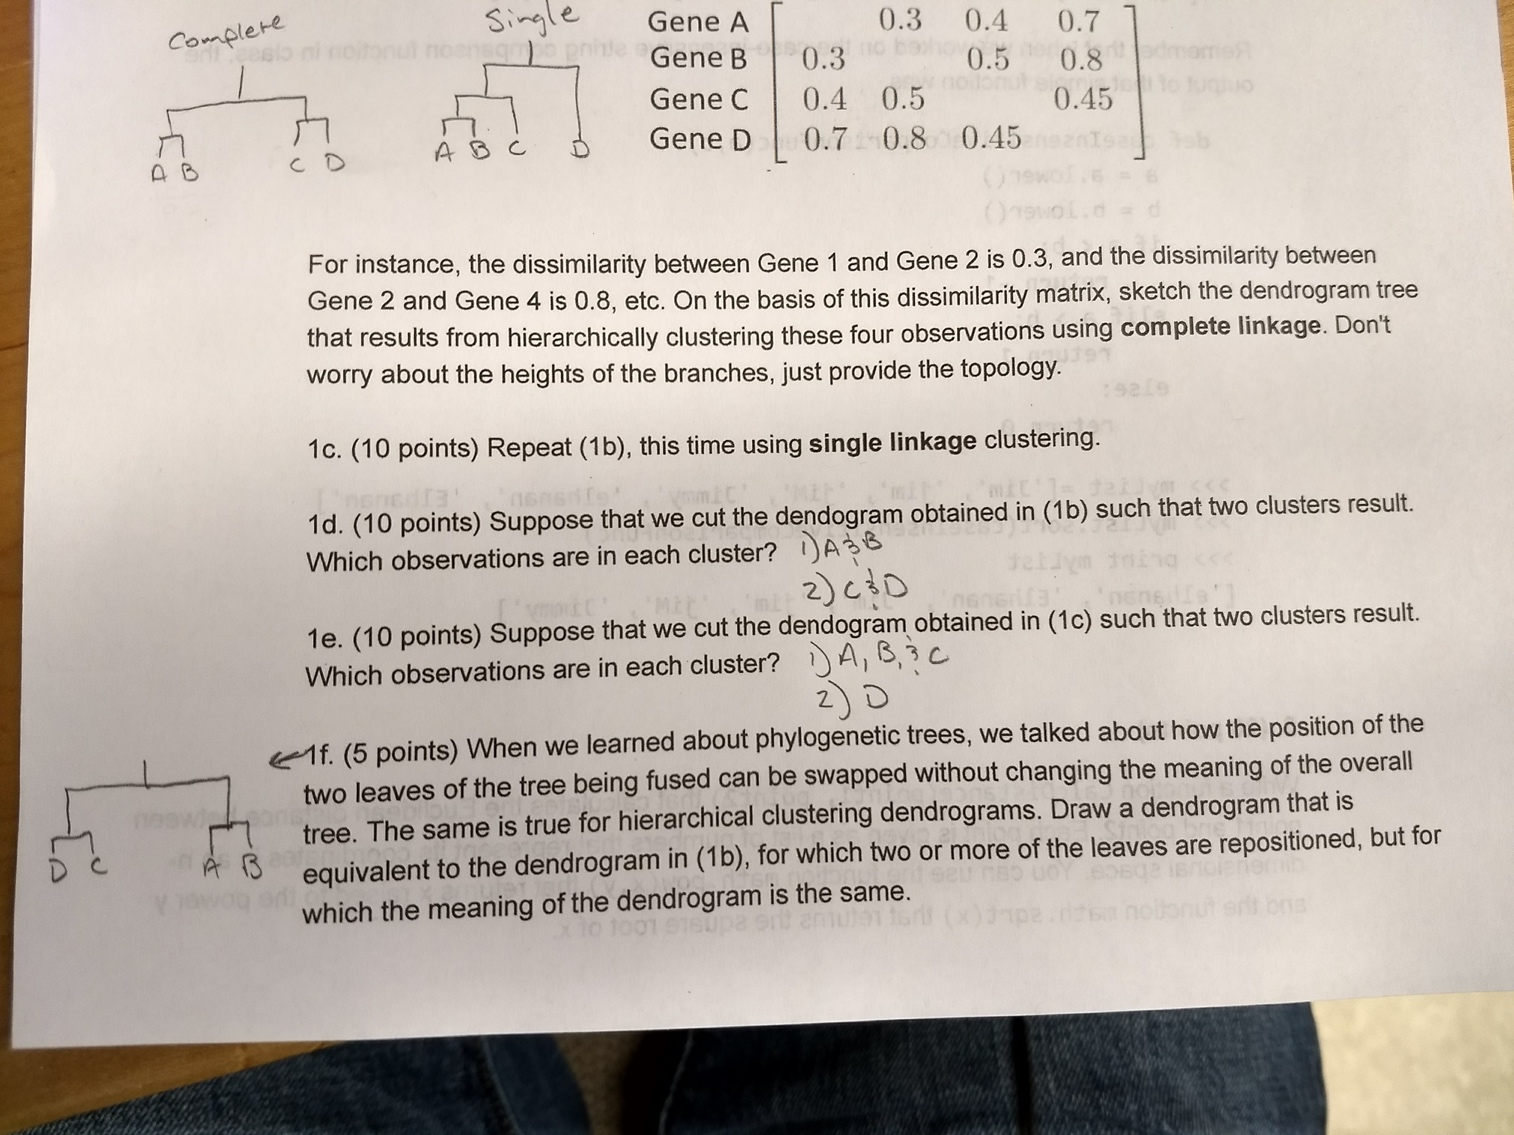 Complete
Single
A B C D
A B C D
Gene A 0.3 0.4 0.7
Gene B 0.3 0.5 0.8
Gene C 0.4 0.5 0.45
Gene D 0.7 0.8 0.45
For instance, the dissimilarity between Gene 1 and Gene 2 is 0.3, and the dissimilarity between
Gene 2 and Gene 4 is 0.8, etc. On the basis of this dissimilarity matrix, sketch the dendrogram tree
that results from hierarchically clustering these four observations using complete linkage. Don't
worry about the heights of the branches, just provide the topology.
1c. (10 points) Repeat (1b), this time using single linkage clustering.
1d. (10 points) Suppose that we cut the dendogram obtained in (1b) such that two clusters result.
Which observations are in each cluster? 1) A & B
2) C & D
1e. (10 points) Suppose that we cut the dendogram obtained in (1c) such that two clusters result.
Which observations are in each cluster? 1) A, B, & C
2) D
1f. (5 points) When we learned about phylogenetic trees, we talked about how the position of the
two leaves of the tree being fused can be swapped without changing the meaning of the overall
tree. The same is true for hierarchical clustering dendrograms. Draw a dendrogram that is
equivalent to the dendrogram in (1b), for which two or more of the leaves are repositioned, but for
which the meaning of the dendrogram is the same.
D C A B